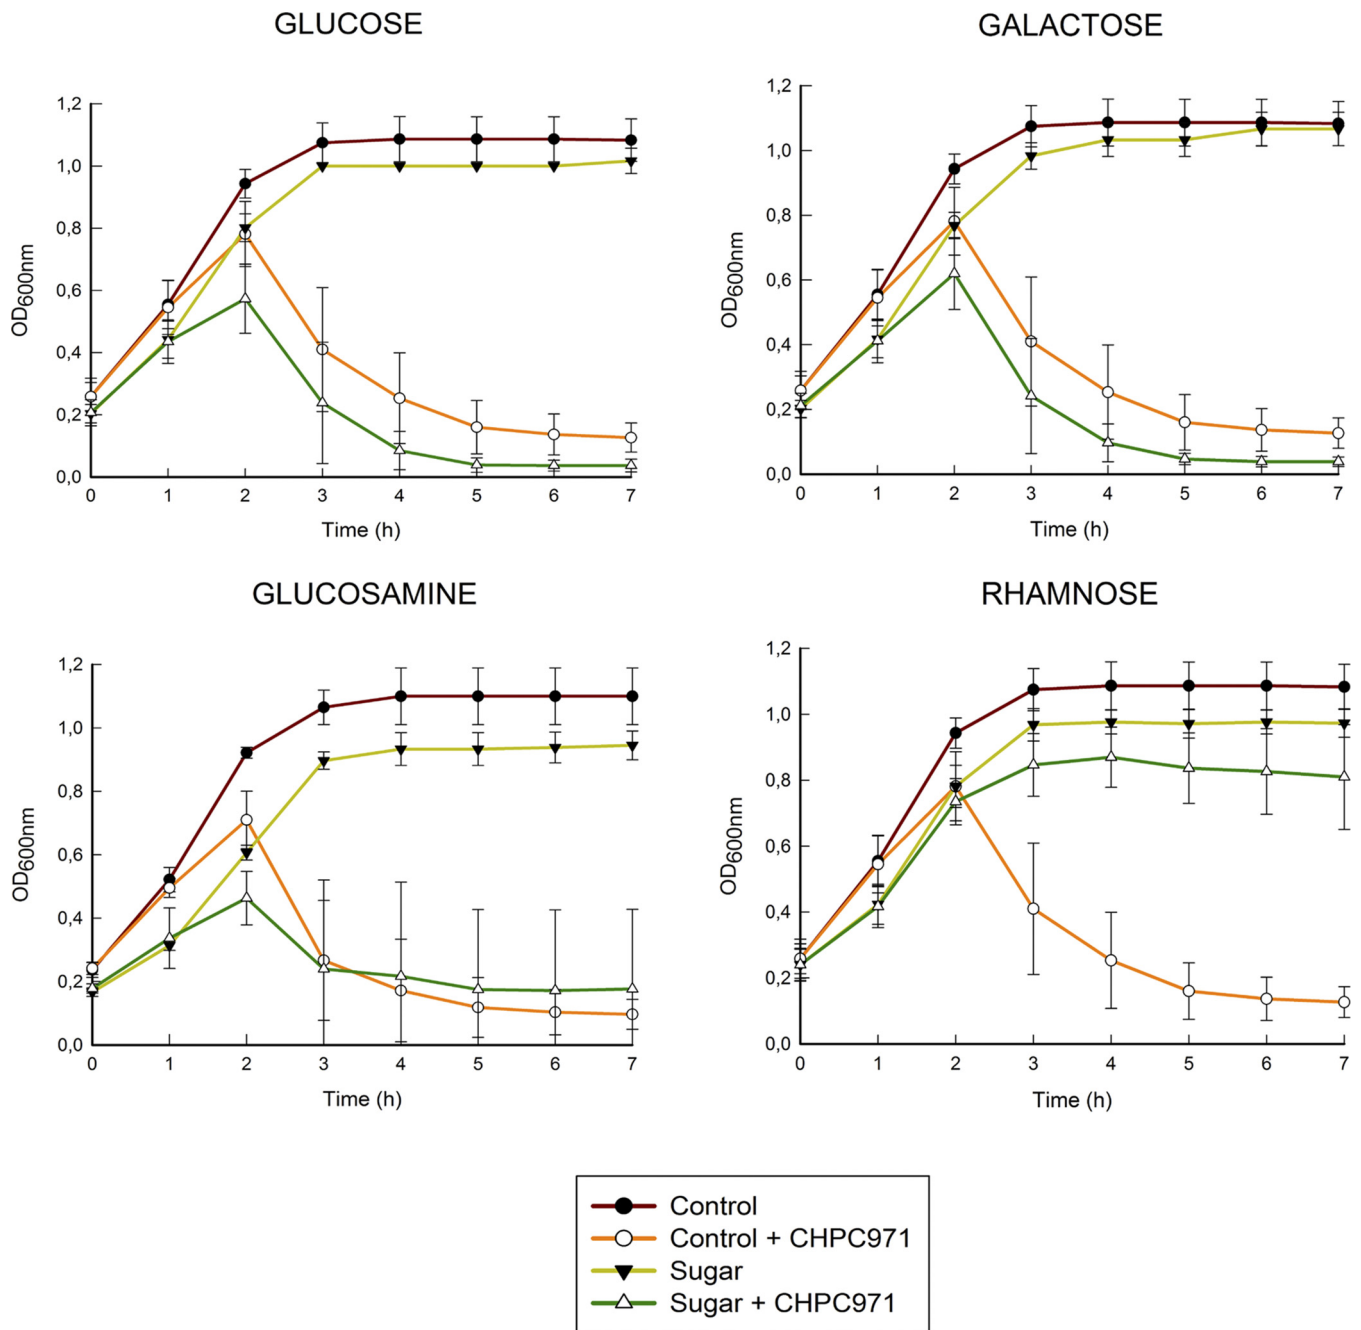 GLUCOSE
1,2
1,0
0,8
0,6
0,4
0,2
0,0
OD600nm
0 1 2 3 4 5 6 7
Time (h)
GALACTOSE
1,2
1,0
0,8
0,6
0,4
0,2
0,0
OD600nm
0 1 2 3 4 5 6 7
Time (h)
GLUCOSAMINE
1,2
1,0
0,8
0,6
0,4
0,2
0,0
OD600nm
0 1 2 3 4 5 6 7
Time (h)
RHAMNOSE
1,2
1,0
0,8
0,6
0,4
0,2
0,0
OD600nm
0 1 2 3 4 5 6 7
Time (h)
Control
Control + CHPC971
Sugar
Sugar + CHPC971